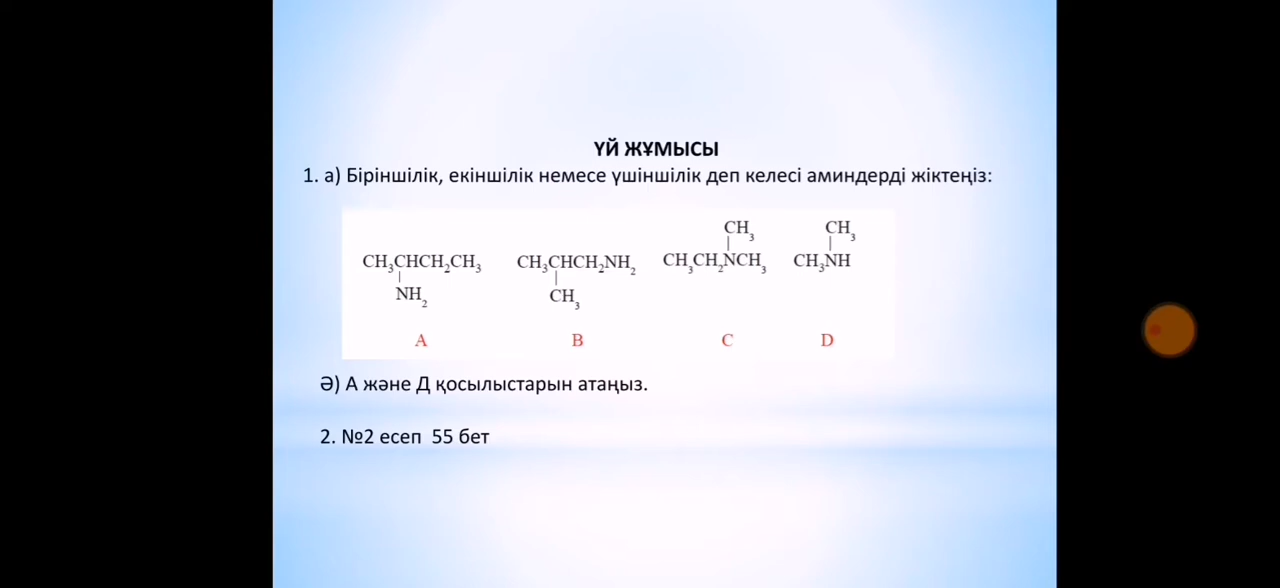 ҮЙ ЖҰМЫСЫ
1. а) Біріншілік, екіншілік немесе үшіншілік деп келесі аминдерді жіктеңіз:
CH₃ CH₃
CH₃CHCH₂CH₃ CH₃CHCH₂NH₂ CH₃CH₂NCH₃ CH₃NH
NH₂ CH₃
A B C D
Ə) А және Д қосылыстарын атаңыз.
2. №2 есеп 55 бет